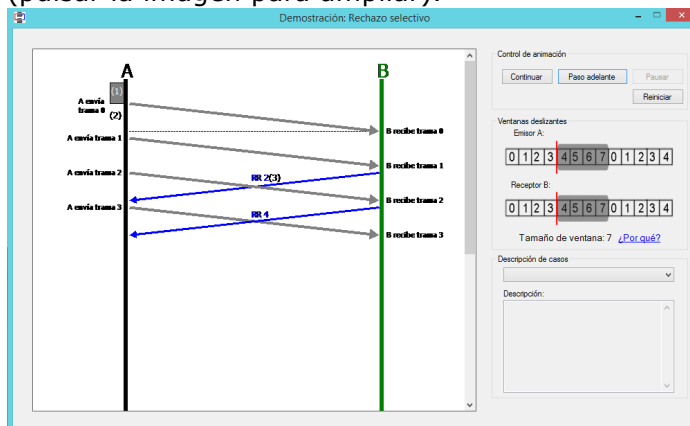 (pulsar la imagen para ampliar).
Demostración: Rechazo selectivo
A
B
(1)
A envía
trama 0
(2)
B recibe trama 0
A envía trama 1
B recibe trama 1
RR 2(3)
A envía trama 2
B recibe trama 2
A envía trama 3
RR 4
B recibe trama 3
Control de animación
Continuar
Paso adelante
Pausar
Reiniciar
Ventanas deslizantes
Emisor A:
0 1 2 3 4 5 6 7 0 1 2 3 4
Receptor B:
0 1 2 3 4 5 6 7 0 1 2 3 4
Tamaño de ventana: 7 ¿Por qué?
Descripción de casos
Descripción: